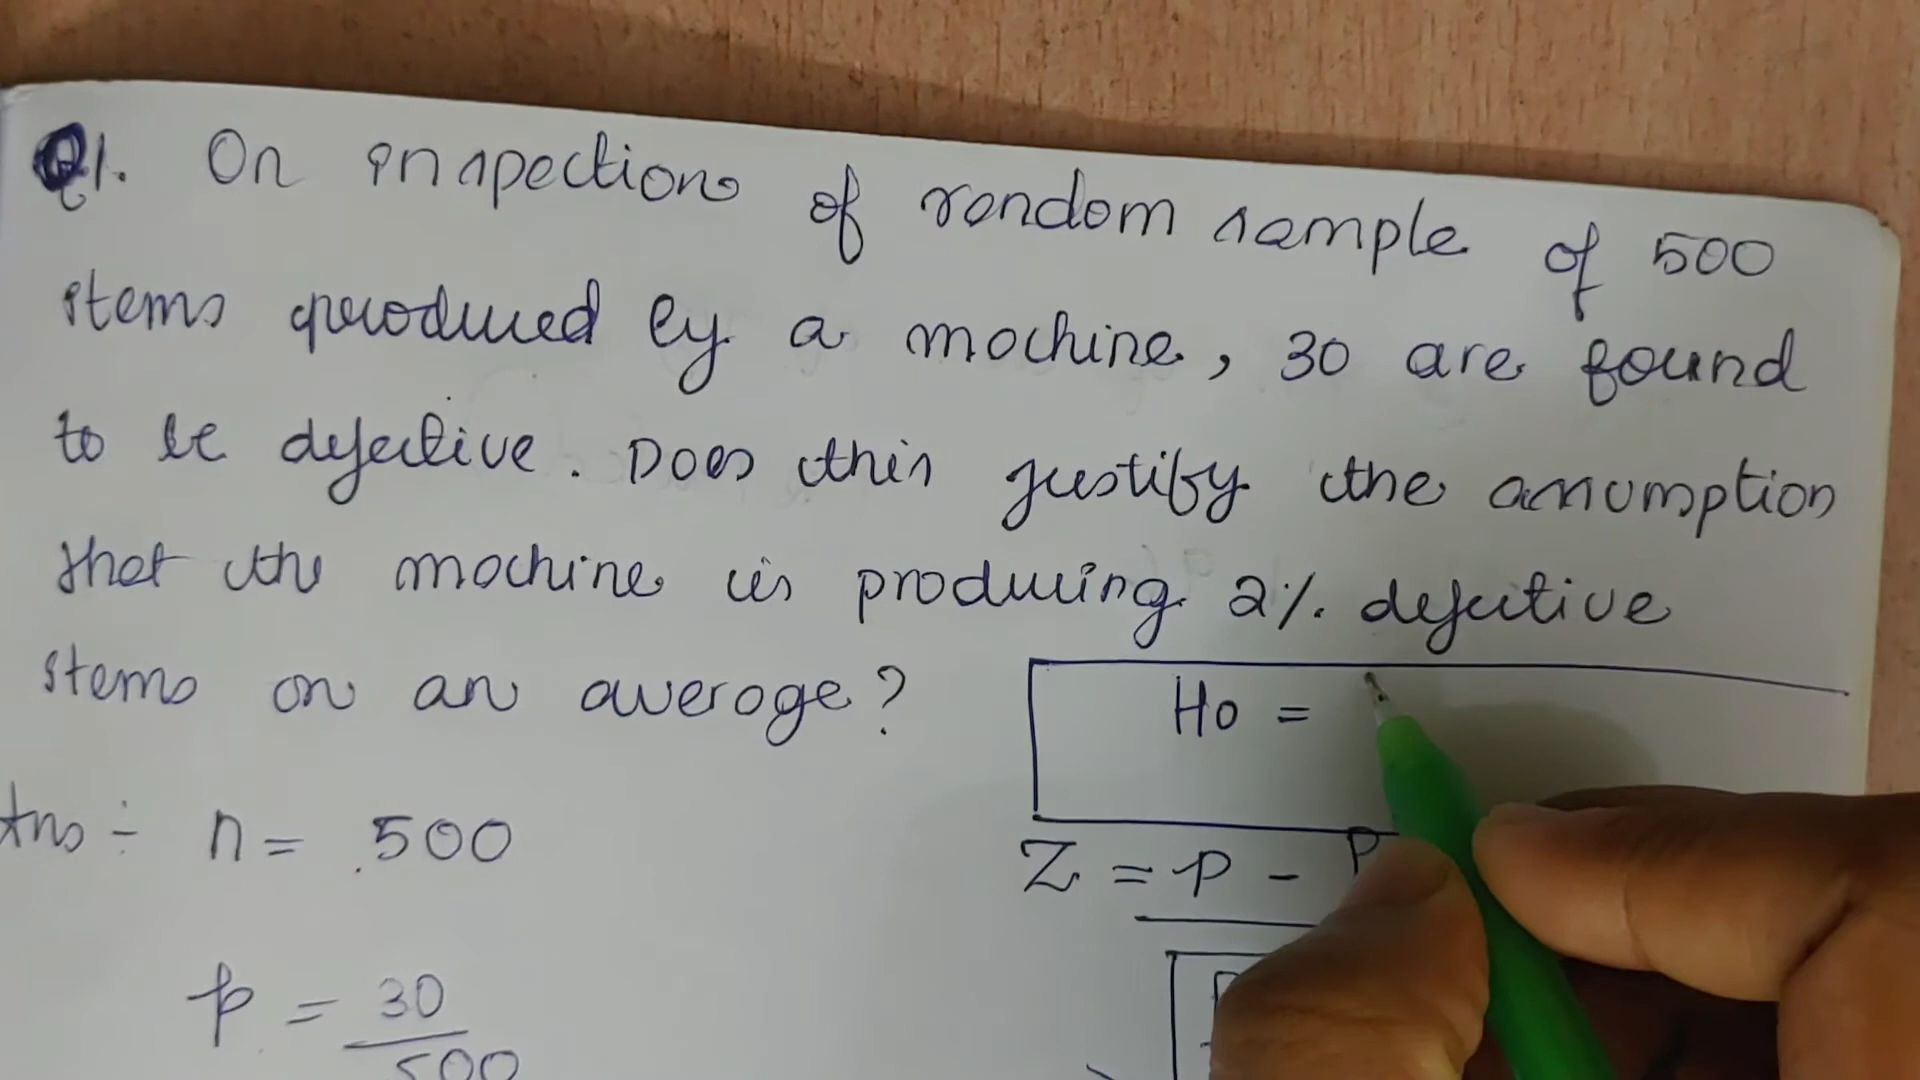 Q1. On inspection of random sample of 500
items produced by a machine, 30 are found
to be defective. Does this justify the assumption
that the machine is producing 2%. defective
items on an average?
H0 =
Ans ÷ n = 500
Z = p - P
p = 30
500